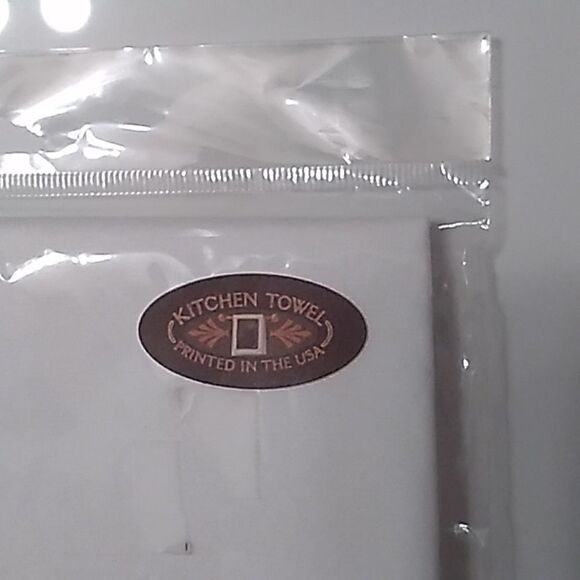 KITCHEN TOWEL
PRINTED IN THE USA